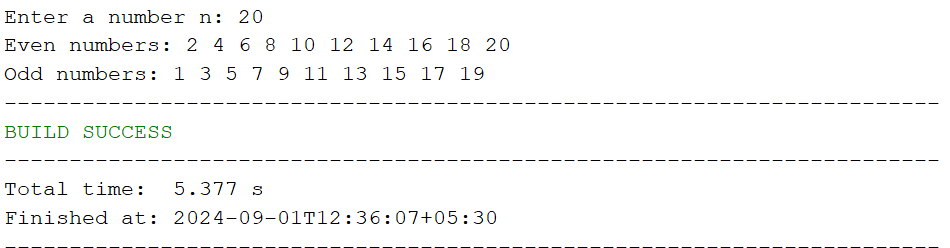 Enter a number n: 20
Even numbers: 2 4 6 8 10 12 14 16 18 20
Odd numbers: 1 3 5 7 9 11 13 15 17 19
------------------------------------------------------------------------
BUILD SUCCESS
------------------------------------------------------------------------
Total time:  5.377 s
Finished at: 2024-09-01T12:36:07+05:30
------------------------------------------------------------------------